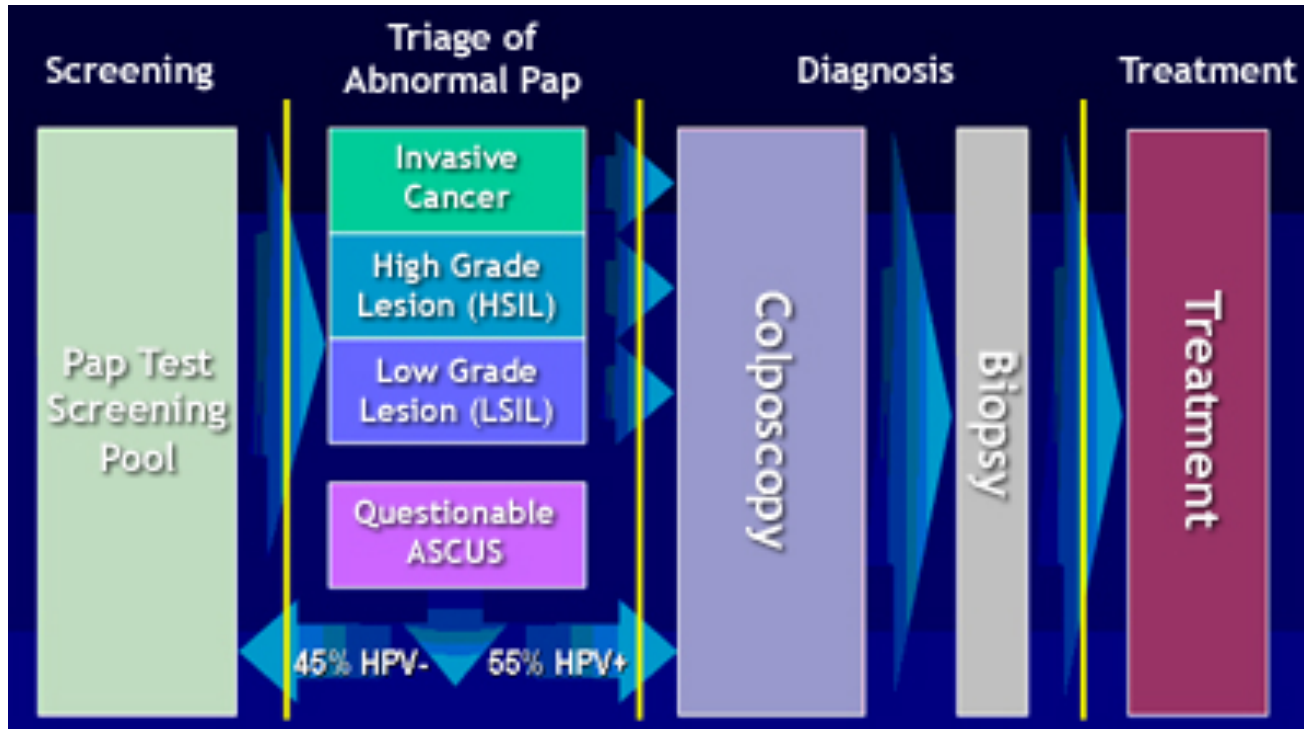 Screening
Triage of
Abnormal Pap
Diagnosis
Treatment
Pap Test
Screening
Pool
Invasive
Cancer
High Grade
Lesion (HSIL)
Low Grade
Lesion (LSIL)
Questionable
ASCUS
45% HPV-
55% HPV+
Colposcopy
Biopsy
Treatment